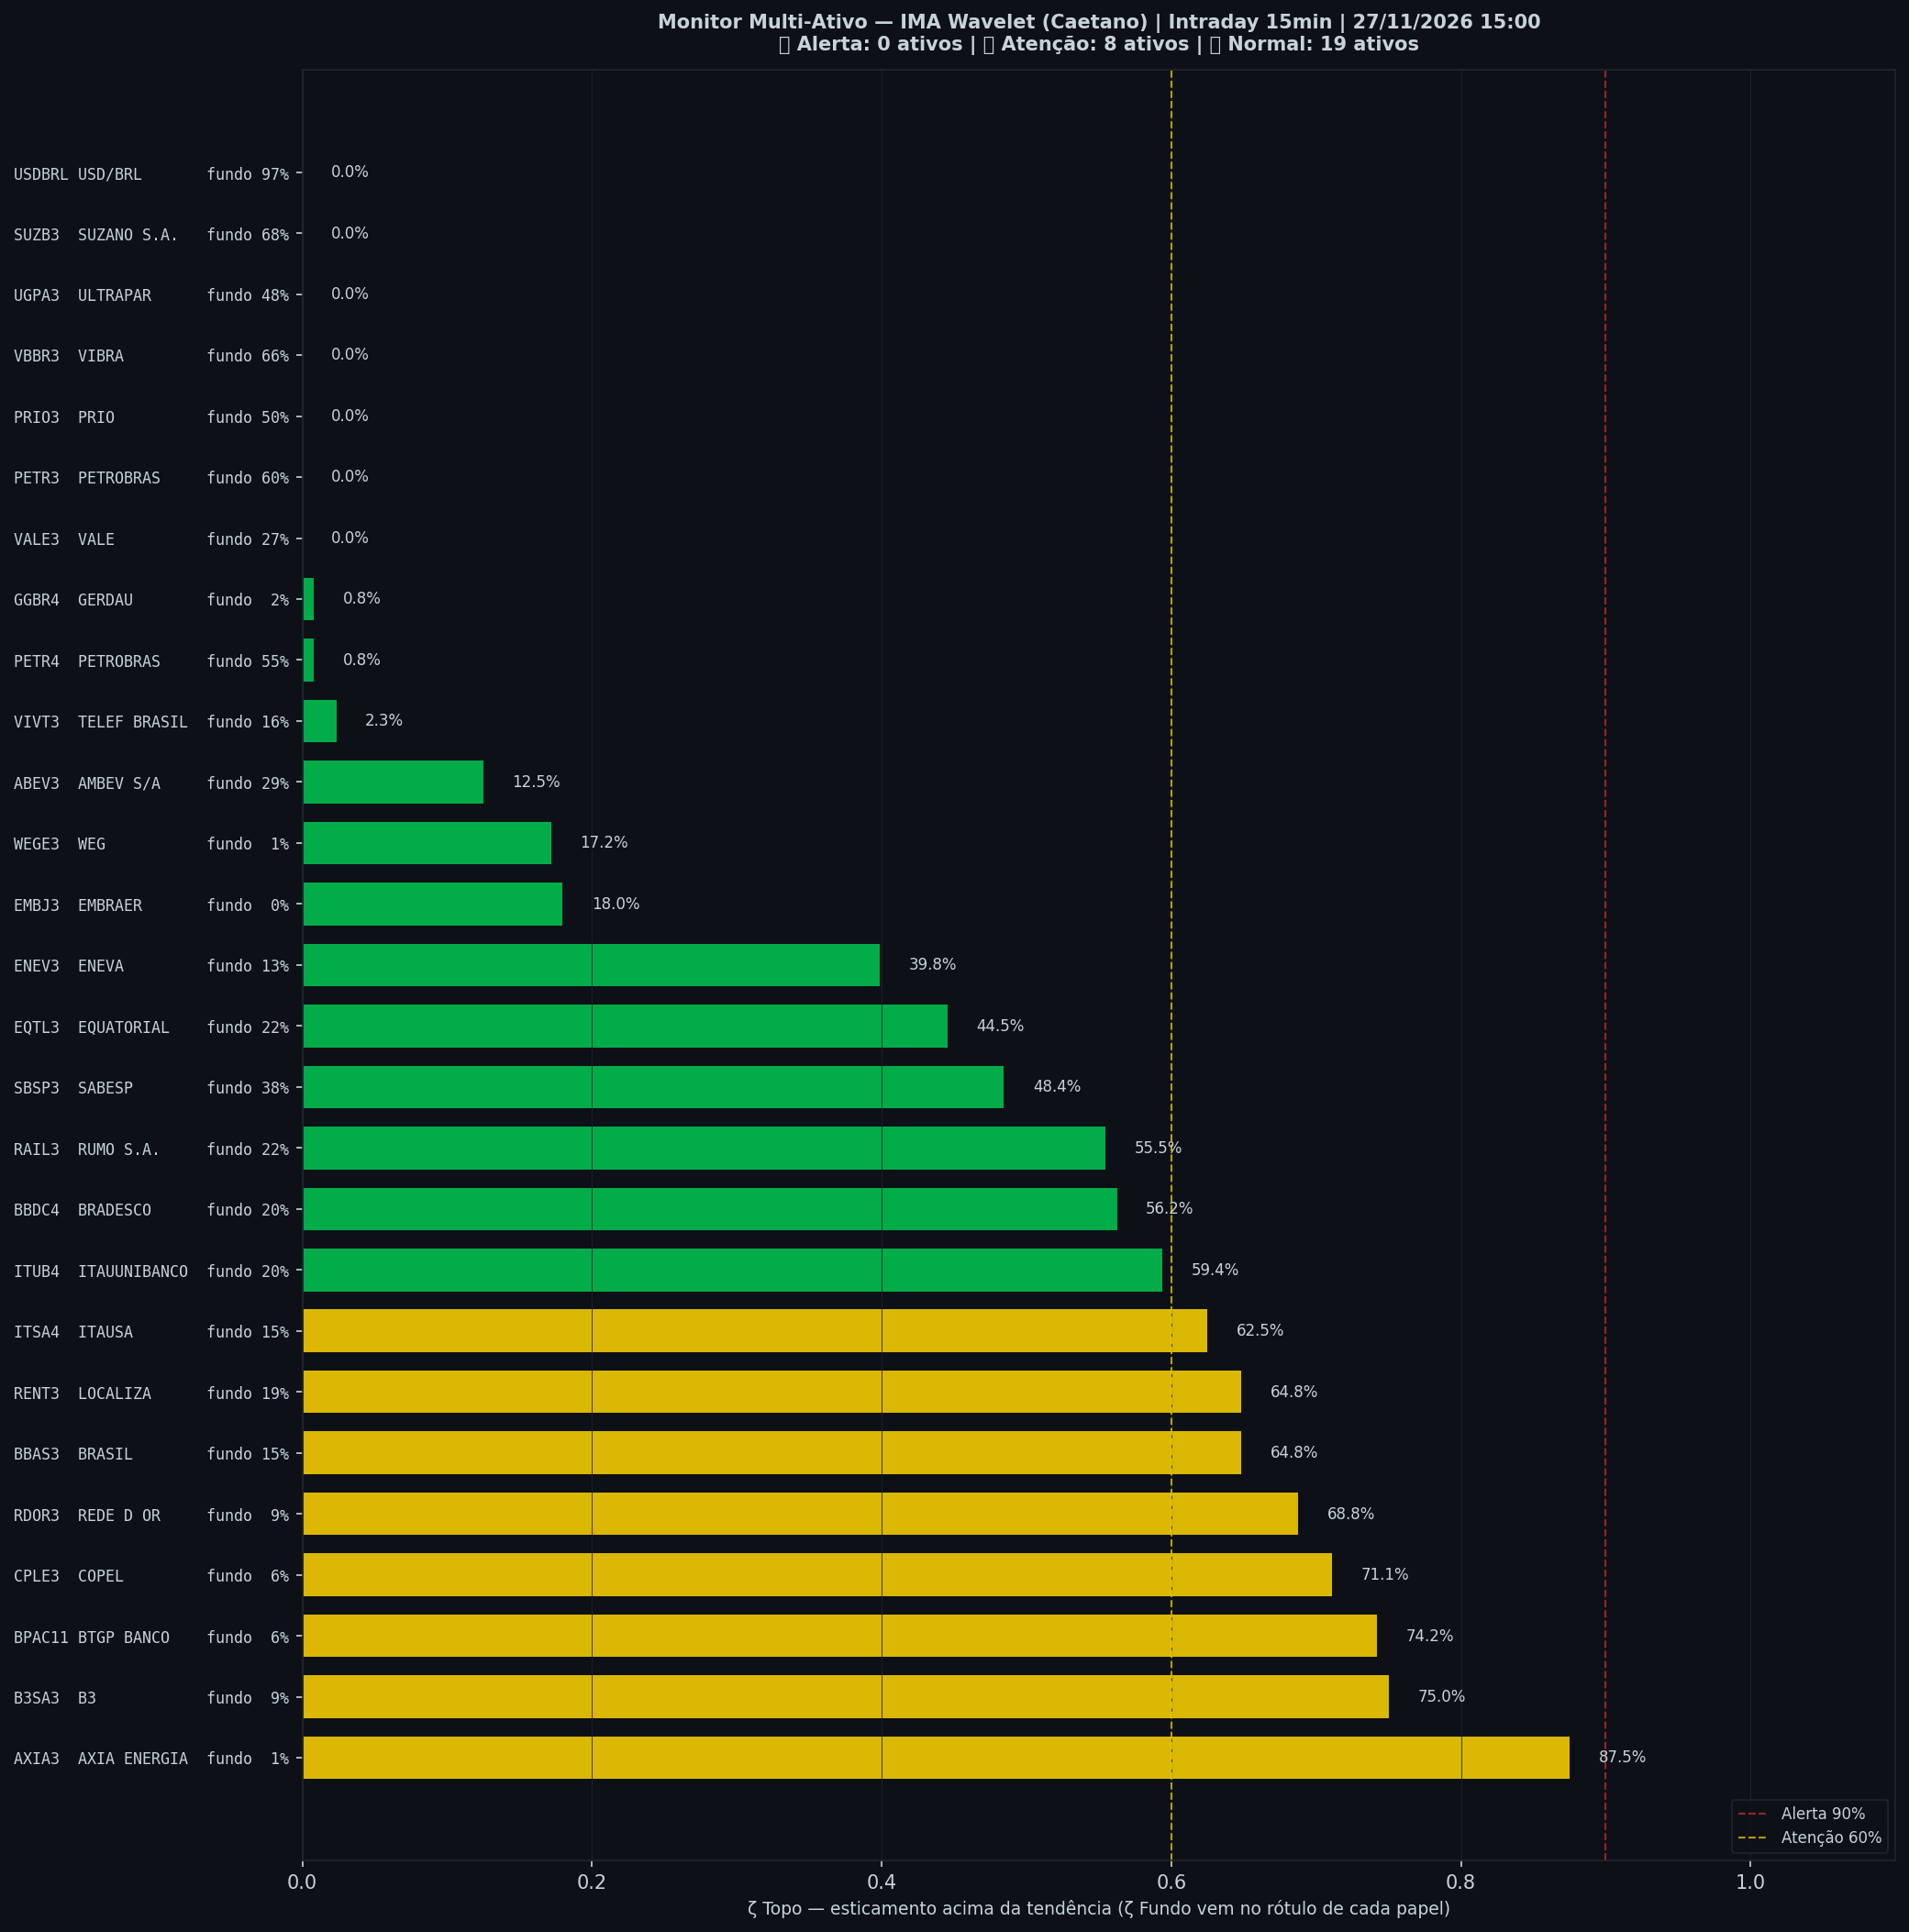 Monitor Multi-Ativo — IMA Wavelet (Caetano) | Intraday 15min | 27/11/2026 15:00
Alerta: 0 ativos | Atenção: 8 ativos | Normal: 19 ativos
USDBRL USD/BRL fundo 97% 0.0%
SUZB3 SUZANO S.A. fundo 68% 0.0%
UGPA3 ULTRAPAR fundo 48% 0.0%
VBBR3 VIBRA fundo 66% 0.0%
PRIO3 PRIO fundo 50% 0.0%
PETR3 PETROBRAS fundo 60% 0.0%
VALE3 VALE fundo 27% 0.0%
GGBR4 GERDAU fundo 2% 0.8%
PETR4 PETROBRAS fundo 55% 0.8%
VIVT3 TELEF BRASIL fundo 16% 2.3%
ABEV3 AMBEV S/A fundo 29% 12.5%
WEGE3 WEG fundo 1% 17.2%
EMBJ3 EMBRAER fundo 0% 18.0%
ENEV3 ENEVA fundo 13% 39.8%
EQTL3 EQUATORIAL fundo 22% 44.5%
SBSP3 SABESP fundo 38% 48.4%
RAIL3 RUMO S.A. fundo 22% 55.5%
BBDC4 BRADESCO fundo 20% 56.2%
ITUB4 ITAUUNIBANCO fundo 20% 59.4%
ITSA4 ITAUSA fundo 15% 62.5%
RENT3 LOCALIZA fundo 19% 64.8%
BBAS3 BRASIL fundo 15% 64.8%
RDOR3 REDE D OR fundo 9% 68.8%
CPLE3 COPEL fundo 6% 71.1%
BPAC11 BTGP BANCO fundo 6% 74.2%
B3SA3 B3 fundo 9% 75.0%
AXIA3 AXIA ENERGIA fundo 1% 87.5%
Alerta 90%
Atenção 60%
0.0 0.2 0.4 0.6 0.8 1.0
ζ Topo — esticamento acima da tendência (ζ Fundo vem no rótulo de cada papel)